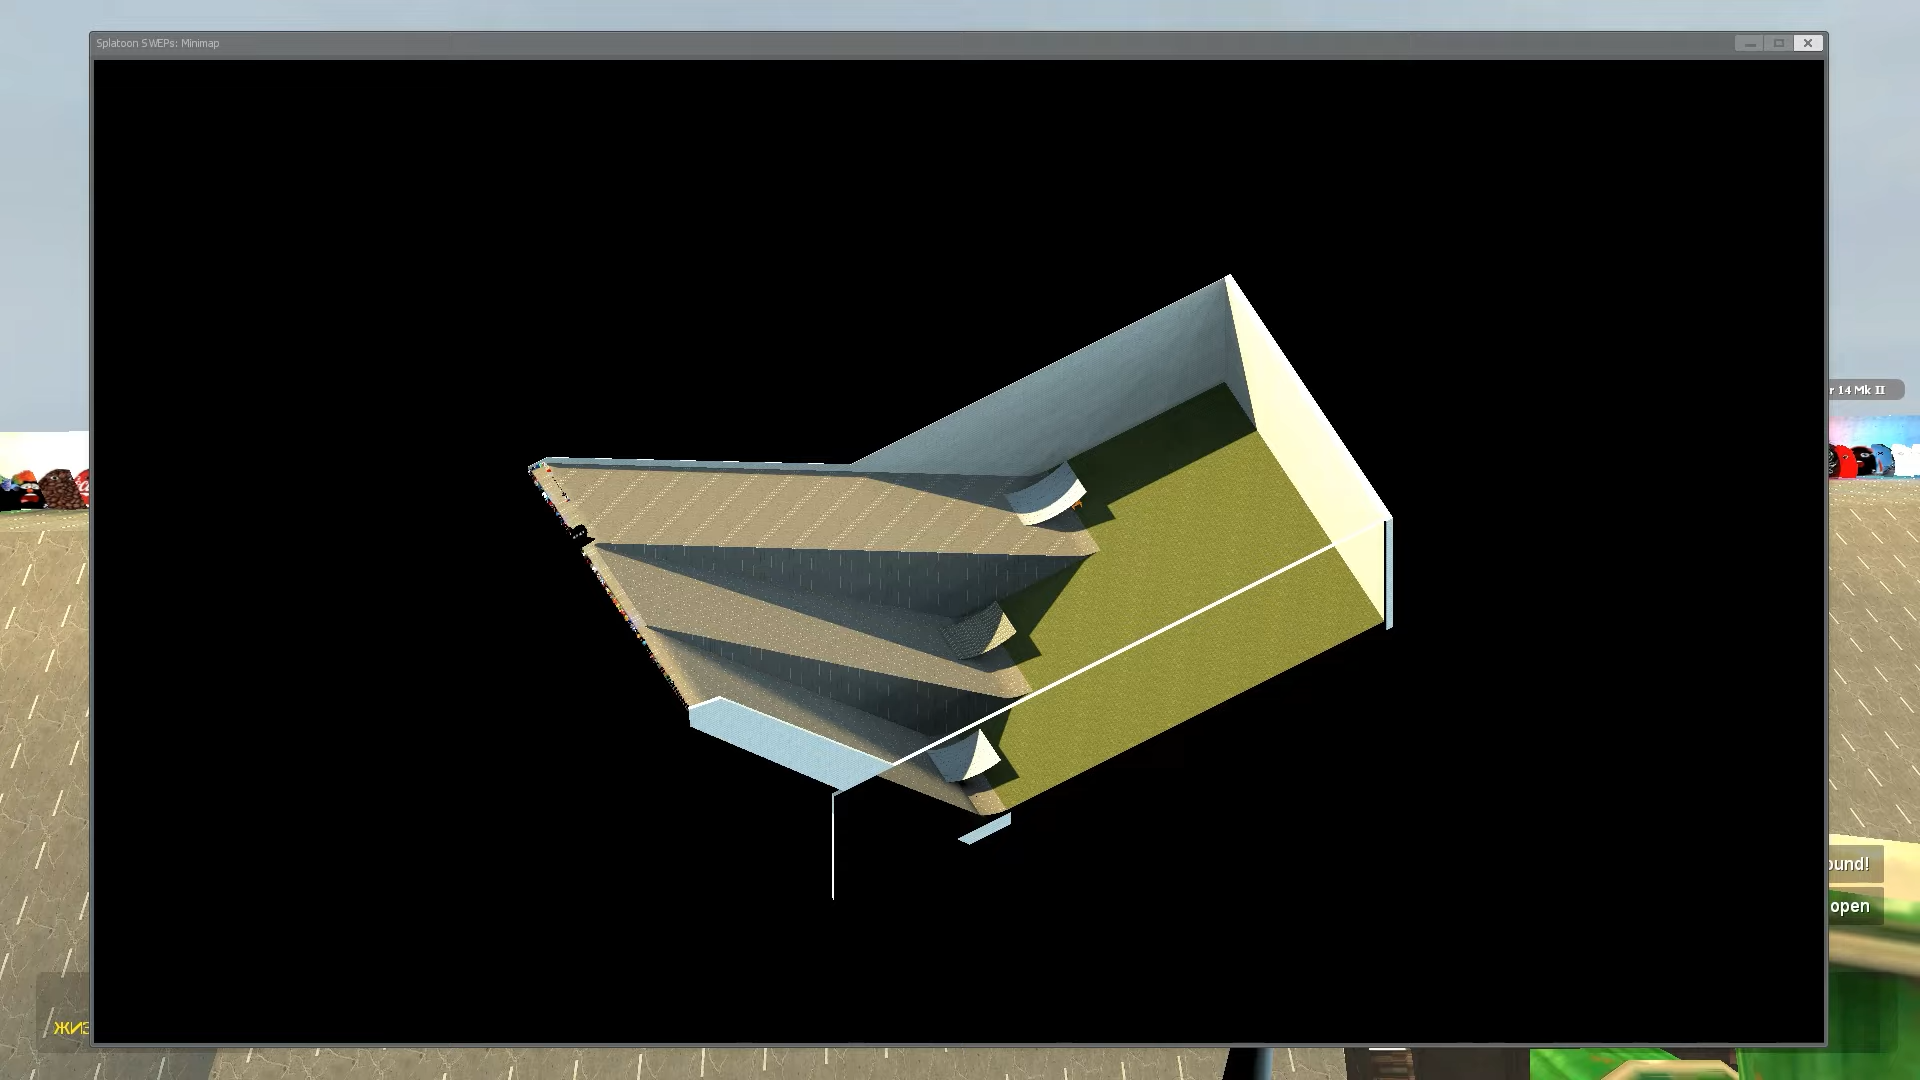 Splatoon SWEPs: Minimap
r 14 Mk II
ound!
open
ЖИЗ